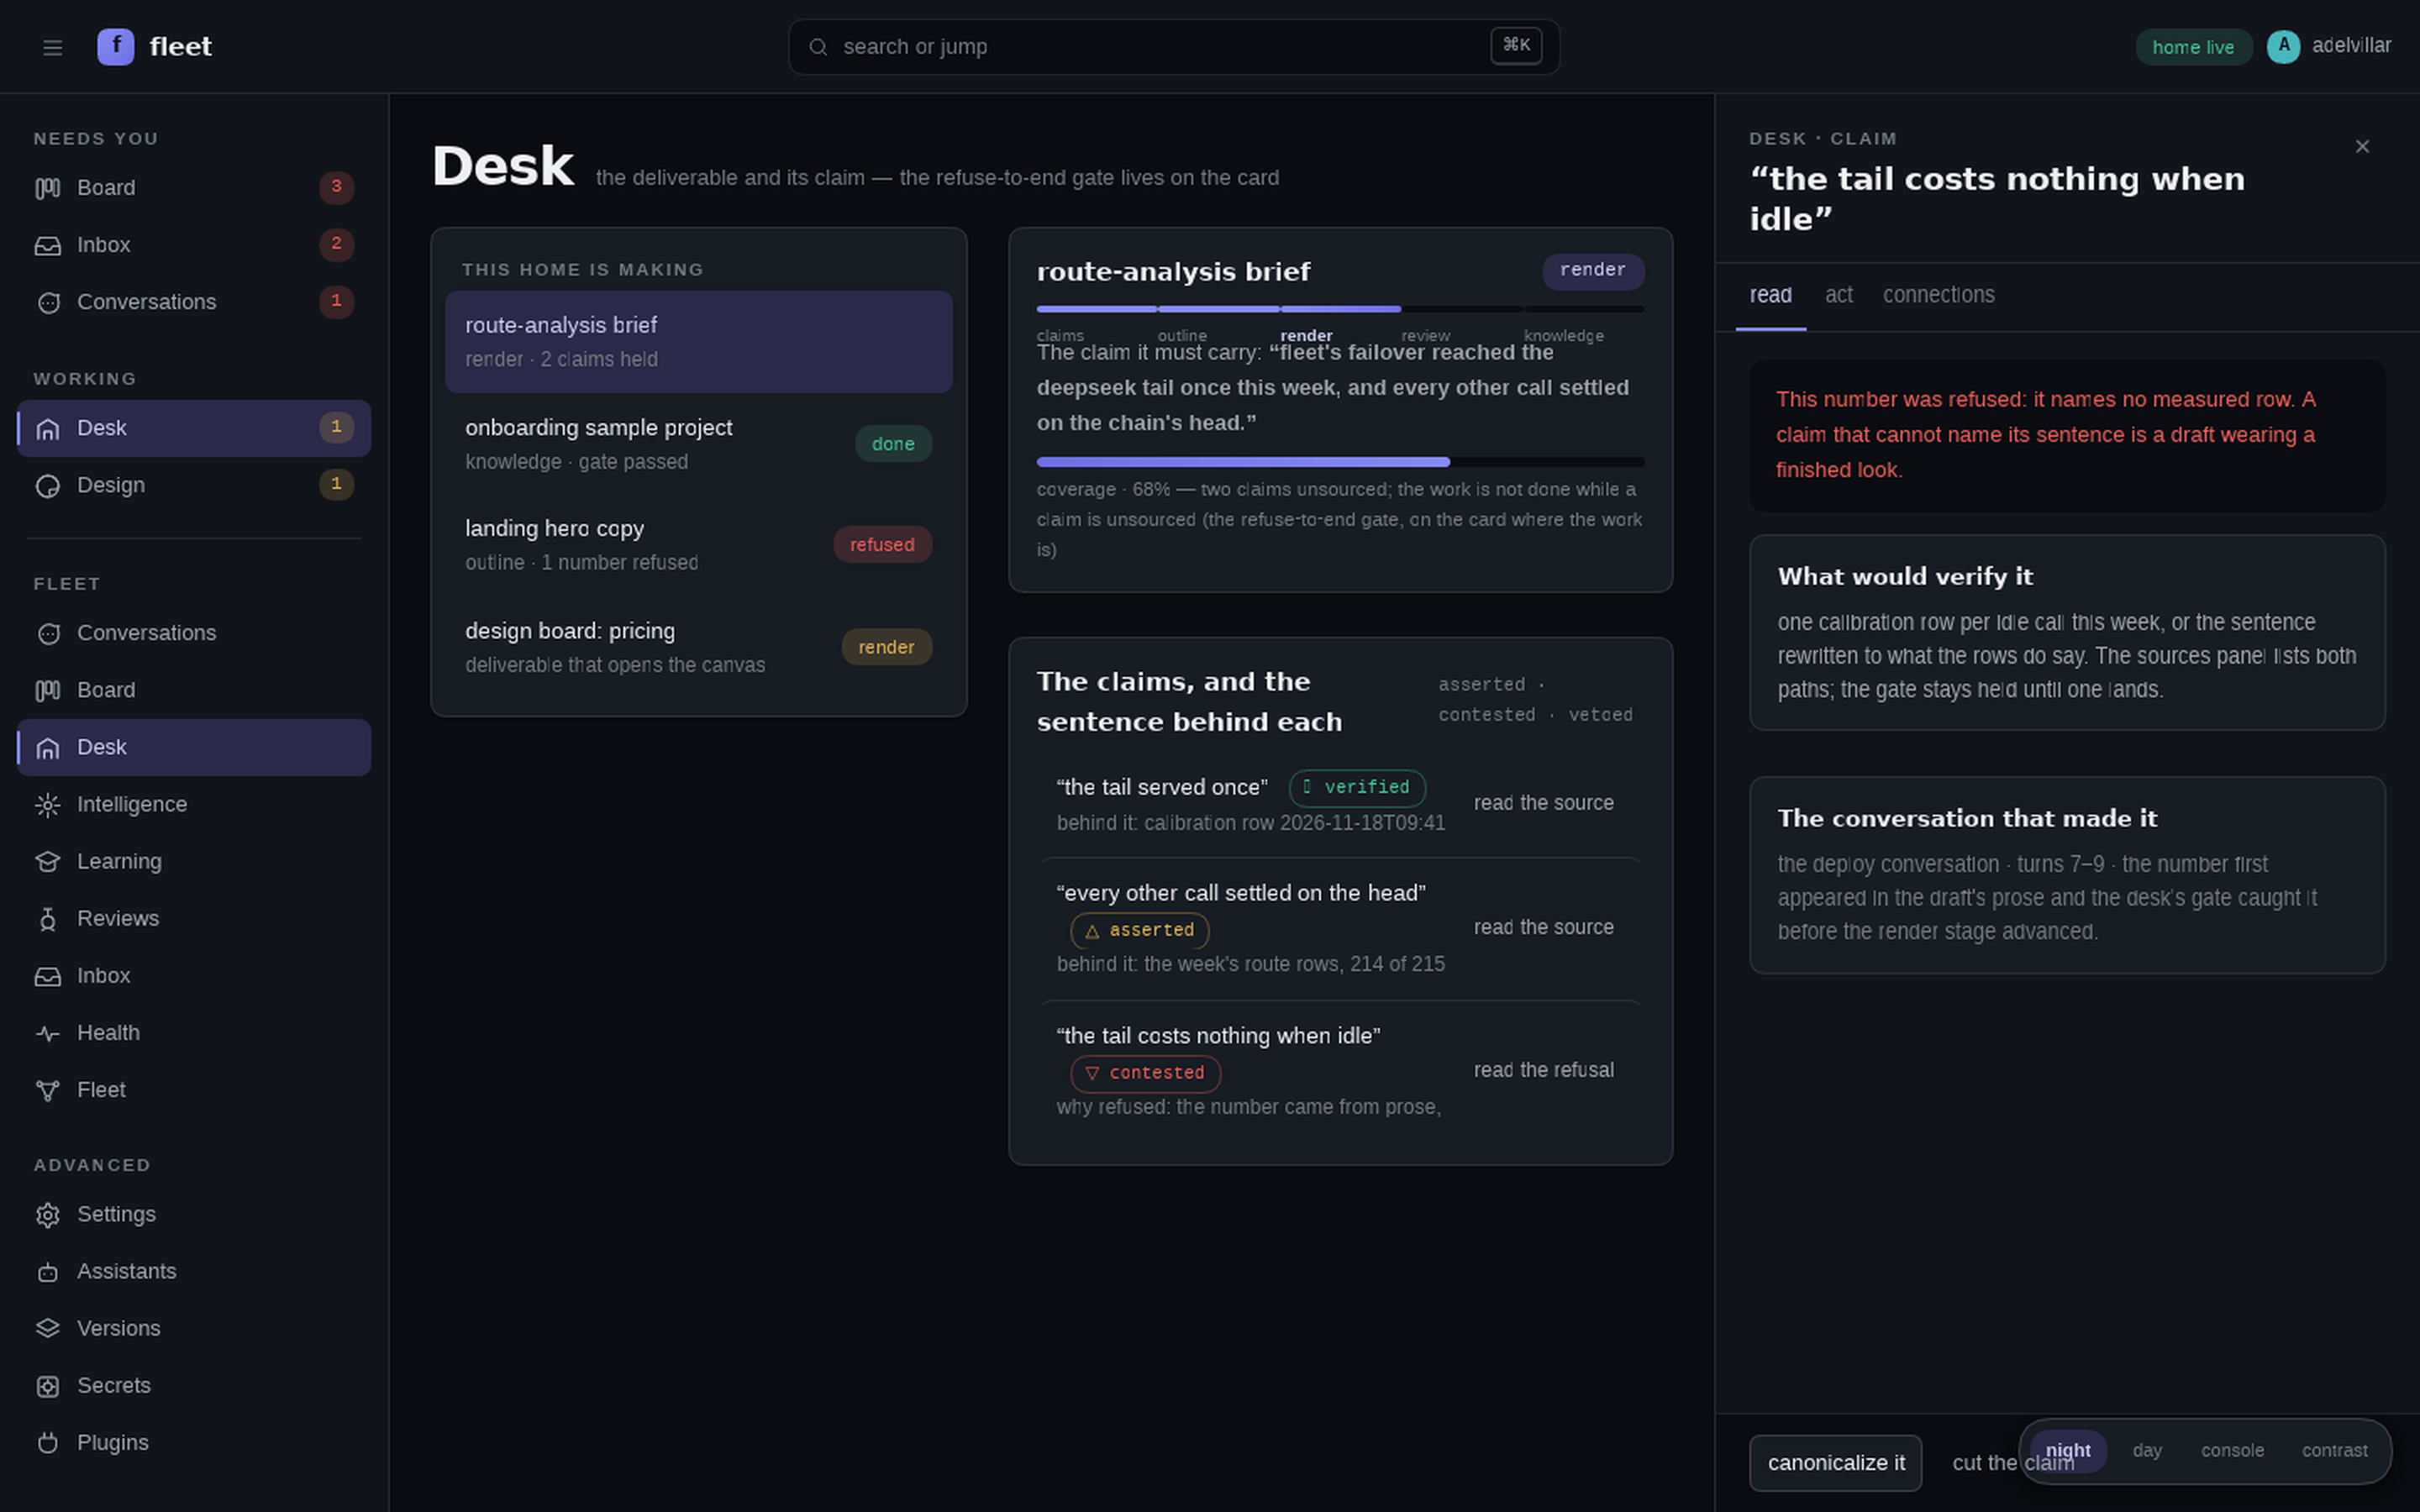 f fleet
search or jump ⌘K
home live A adelvillar
NEEDS YOU
Board 3
Inbox 2
Conversations 1
WORKING
Desk 1
Design 1
FLEET
Conversations
Board
Desk
Intelligence
Learning
Reviews
Inbox
Health
Fleet
ADVANCED
Settings
Assistants
Versions
Secrets
Plugins
Desk the deliverable and its claim — the refuse-to-end gate lives on the card
THIS HOME IS MAKING
route-analysis brief
render · 2 claims held
onboarding sample project
knowledge · gate passed
done
landing hero copy
outline · 1 number refused
refused
design board: pricing
deliverable that opens the canvas
render
route-analysis brief render
claims outline render review knowledge
The claim it must carry: “fleet's failover reached the
deepseek tail once this week, and every other call settled
on the chain's head.”
coverage · 68% — two claims unsourced; the work is not done while a
claim is unsourced (the refuse-to-end gate, on the card where the work
is)
The claims, and the
sentence behind each
asserted ·
contested · vetoed
“the tail served once” verified
behind it: calibration row 2026-11-18T09:41
read the source
“every other call settled on the head”
△ asserted
behind it: the week's route rows, 214 of 215
read the source
“the tail costs nothing when idle”
▽ contested
why refused: the number came from prose,
read the refusal
DESK · CLAIM
“the tail costs nothing when
idle”
×
read act connections
This number was refused: it names no measured row. A
claim that cannot name its sentence is a draft wearing a
finished look.
What would verify it
one calibration row per idle call this week, or the sentence
rewritten to what the rows do say. The sources panel lists both
paths; the gate stays held until one lands.
The conversation that made it
the deploy conversation · turns 7–9 · the number first
appeared in the draft's prose and the desk's gate caught it
before the render stage advanced.
canonicalize it cut the claim
night day console contrast